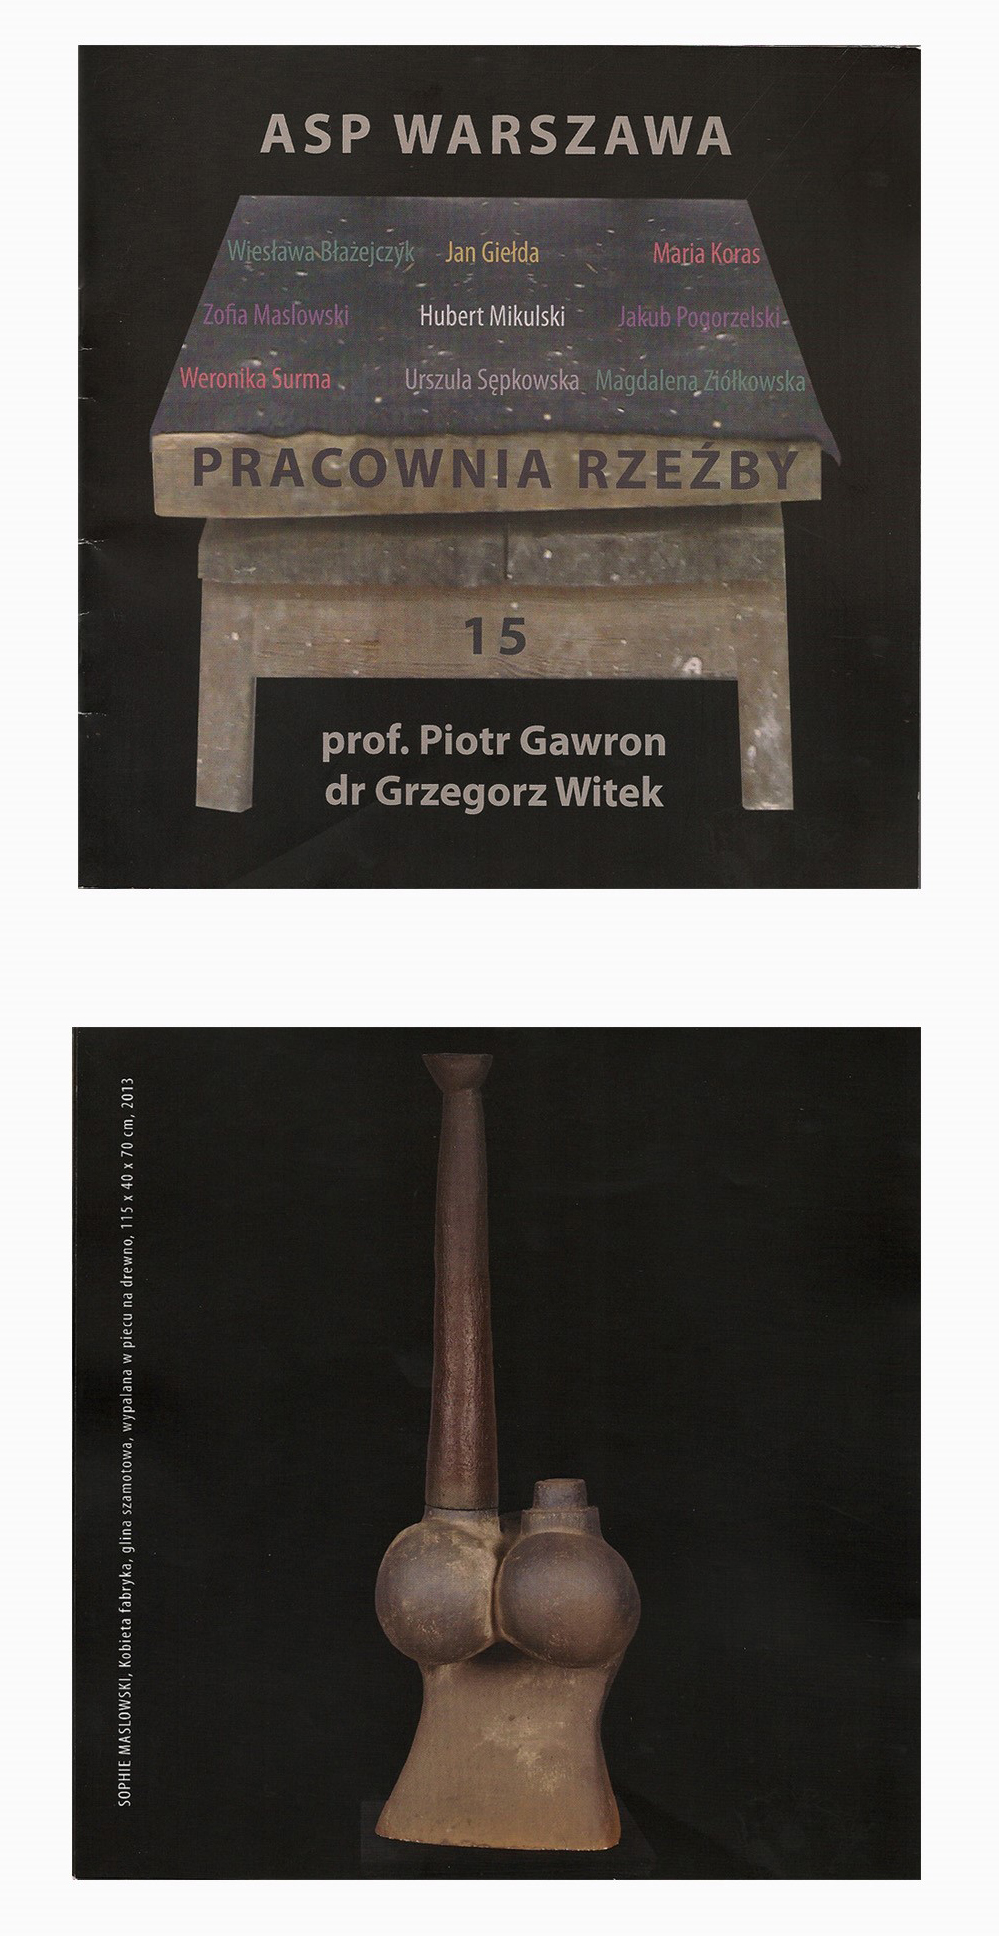 ASP WARSZAWA
Wiesława Błażejczyk Jan Giełda Maria Koras
Zofia Maslowski Hubert Mikulski Jakub Pogorzelski
Weronika Surma Urszula Sępkowska Magdalena Ziółkowska
PRACOWNIA RZEŹBY
15
prof. Piotr Gawron
dr Grzegorz Witek
SOPHIE MASLOWSKI, Kobieta fabryka, glina szamotowa, wypalana w piecu na drewno, 115 x 40 x 70 cm, 2013